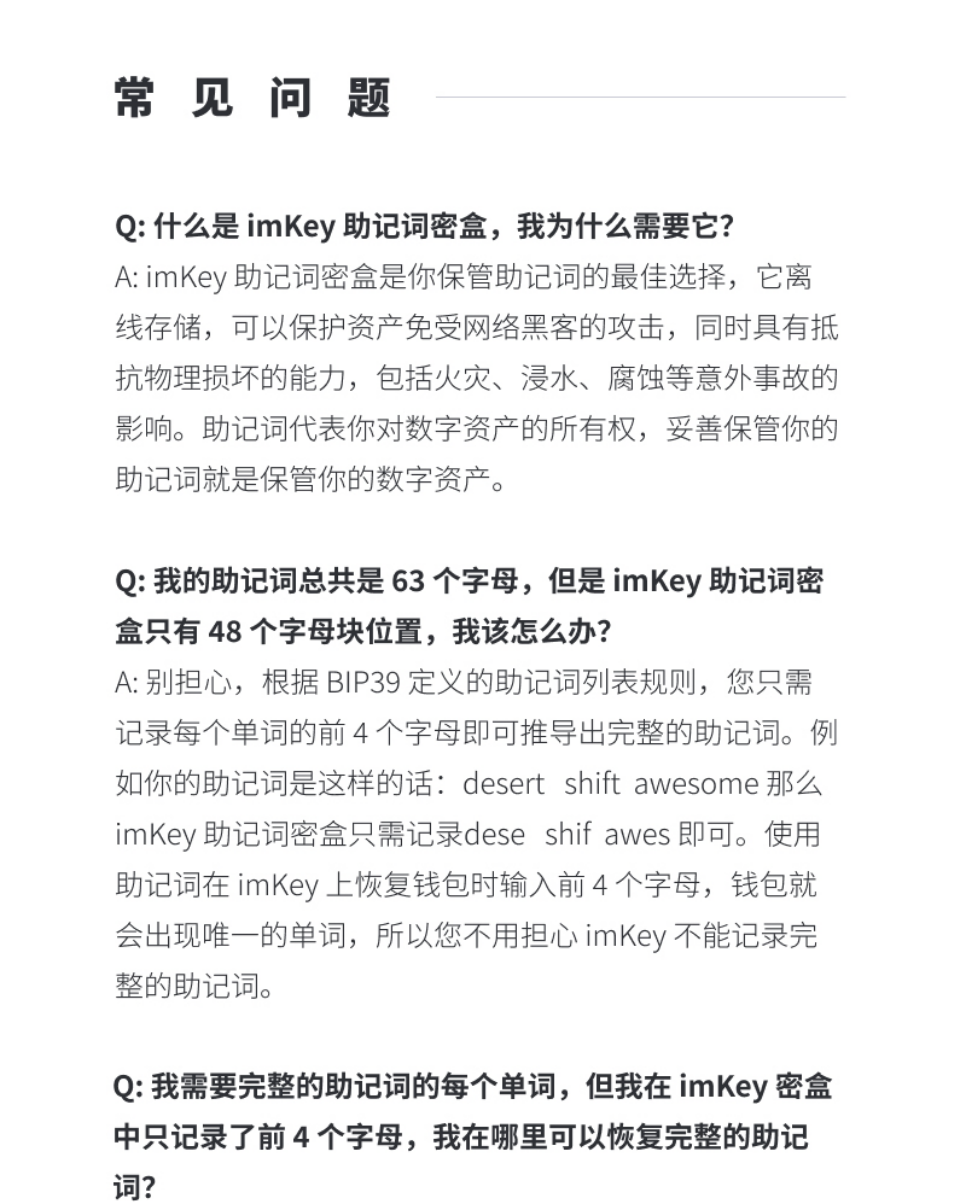 常见问题
Q: 什么是 imKey 助记词密盒，我为什么需要它？
A: imKey 助记词密盒是你保管助记词的最佳选择，它离
线存储，可以保护资产免受网络黑客的攻击，同时具有抵
抗物理损坏的能力，包括火灾、浸水、腐蚀等意外事故的
影响。助记词代表你对数字资产的所有权，妥善保管你的
助记词就是保管你的数字资产。
Q: 我的助记词总共是 63 个字母，但是 imKey 助记词密
盒只有 48 个字母块位置，我该怎么办？
A: 别担心，根据 BIP39 定义的助记词列表规则，您只需
记录每个单词的前 4 个字母即可推导出完整的助记词。例
如你的助记词是这样的话：desert shift awesome 那么
imKey 助记词密盒只需记录dese shif awes 即可。使用
助记词在 imKey 上恢复钱包时输入前 4 个字母，钱包就
会出现唯一的单词，所以您不用担心 imKey 不能记录完
整的助记词。
Q: 我需要完整的助记词的每个单词，但我在 imKey 密盒
中只记录了前 4 个字母，我在哪里可以恢复完整的助记
词？